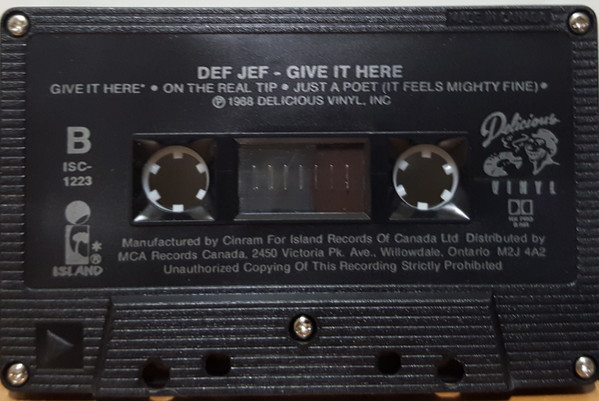 DEF JEF - GIVE IT HERE
GIVE IT HERE* • ON THE REAL TIP • JUST A POET (IT FEELS MIGHTY FINE)•
℗ 1988 DELICIOUS VINYL, INC
B
ISC-
1223
Delicious
VINYL
ISLAND *®
Manufactured by Cinram For Island Records Of Canada Ltd Distributed by
MCA Records Canada, 2450 Victoria Pk. Ave., Willowdale, Ontario M2J 4A2
Unauthorized Copying Of This Recording Strictly Prohibited